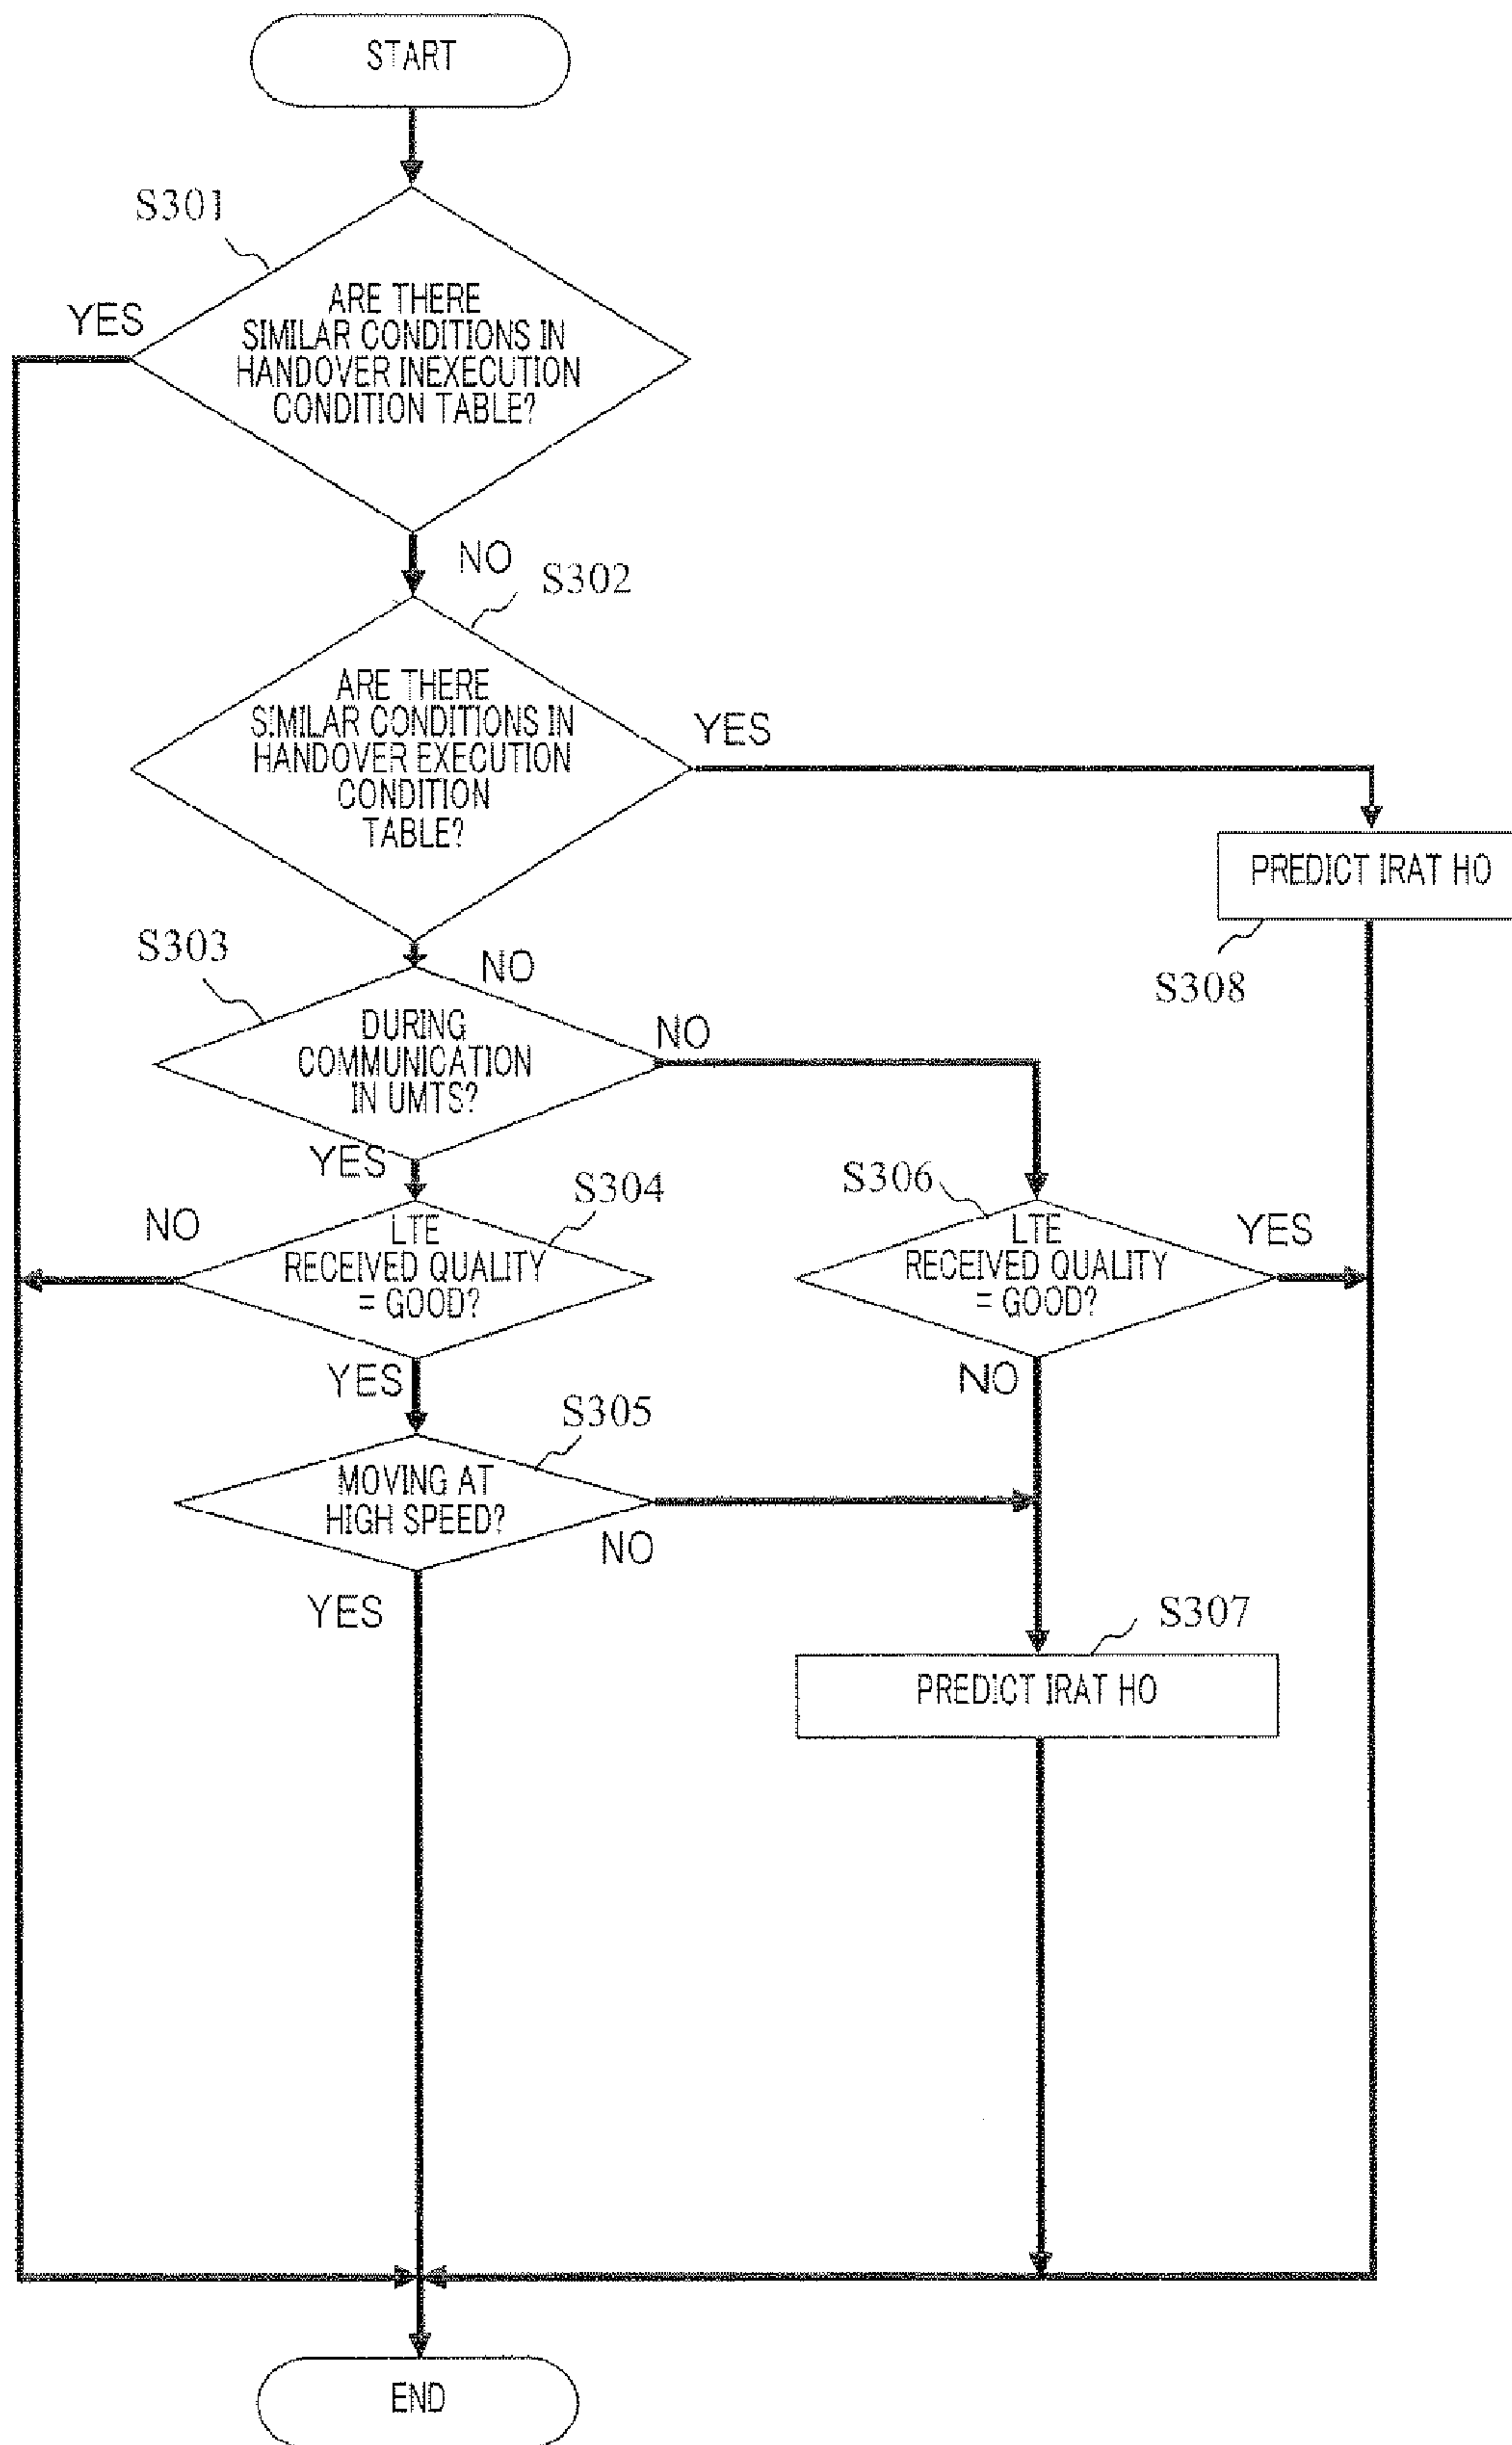 START
S301
YES
ARE THERE
SIMILAR CONDITIONS IN
HANDOVER INEXECUTION
CONDITION TABLE?
NO
S302
ARE THERE
SIMILAR CONDITIONS IN
HANDOVER EXECUTION
CONDITION
TABLE?
YES
PREDICT IRAT HO
S308
S303
NO
DURING
COMMUNICATION
IN UMTS?
NO
YES
S304
NO
LTE
RECEIVED QUALITY
= GOOD?
S306
LTE
RECEIVED QUALITY
= GOOD?
YES
YES
NO
S305
MOVING AT
HIGH SPEED?
NO
YES
S307
PREDICT IRAT HO
END